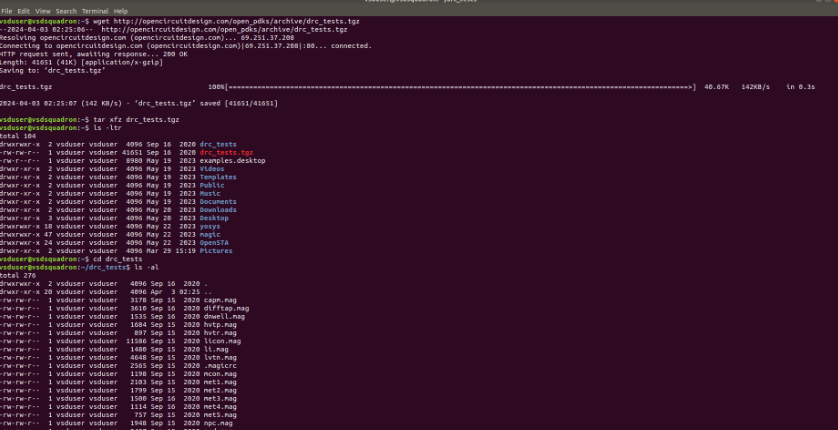 vsduser@vsdsquadron: ~/drc_tests
File Edit View Search Terminal Help
vsduser@vsdsquadron:~$ wget http://opencircuitdesign.com/open_pdks/archive/drc_tests.tgz
--2024-04-03 02:25:06-- http://opencircuitdesign.com/open_pdks/archive/drc_tests.tgz
Resolving opencircuitdesign.com (opencircuitdesign.com)... 69.251.37.208
Connecting to opencircuitdesign.com (opencircuitdesign.com)|69.251.37.208|:80... connected.
HTTP request sent, awaiting response... 200 OK
Length: 41651 (41K) [application/x-gzip]
Saving to: ‘drc_tests.tgz’
drc_tests.tgz 100%[=====================================================================>] 40.67K 142KB/s in 0.3s
2024-04-03 02:25:07 (142 KB/s) - ‘drc_tests.tgz’ saved [41651/41651]
vsduser@vsdsquadron:~$ tar xfz drc_tests.tgz
vsduser@vsdsquadron:~$ ls -ltr
total 104
drwxrwxr-x 2 vsduser vsduser 4096 Sep 16 2020 drc_tests
-rw-rw-r-- 1 vsduser vsduser 41651 Sep 16 2020 drc_tests.tgz
-rw-r--r-- 1 vsduser vsduser 8980 May 19 2023 examples.desktop
drwxr-xr-x 2 vsduser vsduser 4096 May 19 2023 Videos
drwxr-xr-x 2 vsduser vsduser 4096 May 19 2023 Templates
drwxr-xr-x 2 vsduser vsduser 4096 May 19 2023 Public
drwxr-xr-x 2 vsduser vsduser 4096 May 19 2023 Music
drwxr-xr-x 2 vsduser vsduser 4096 May 19 2023 Documents
drwxr-xr-x 2 vsduser vsduser 4096 May 20 2023 Downloads
drwxr-xr-x 3 vsduser vsduser 4096 May 20 2023 Desktop
drwxrwxr-x 18 vsduser vsduser 4096 May 22 2023 yosys
drwxrwxr-x 47 vsduser vsduser 4096 May 22 2023 magic
drwxrwxr-x 24 vsduser vsduser 4096 May 22 2023 OpenSTA
drwxr-xr-x 2 vsduser vsduser 4096 Mar 29 15:19 Pictures
vsduser@vsdsquadron:~$ cd drc_tests
vsduser@vsdsquadron:~/drc_tests$ ls -al
total 276
drwxrwxr-x 2 vsduser vsduser 4096 Sep 16 2020 .
drwxr-xr-x 20 vsduser vsduser 4096 Apr 3 02:25 ..
-rw-rw-r-- 1 vsduser vsduser 3178 Sep 15 2020 capm.mag
-rw-rw-r-- 1 vsduser vsduser 3610 Sep 16 2020 difftap.mag
-rw-rw-r-- 1 vsduser vsduser 1535 Sep 16 2020 dnwell.mag
-rw-rw-r-- 1 vsduser vsduser 1684 Sep 15 2020 hvtp.mag
-rw-rw-r-- 1 vsduser vsduser 897 Sep 15 2020 hvtr.mag
-rw-rw-r-- 1 vsduser vsduser 11586 Sep 15 2020 licon.mag
-rw-rw-r-- 1 vsduser vsduser 1480 Sep 15 2020 li.mag
-rw-rw-r-- 1 vsduser vsduser 4648 Sep 15 2020 lvtn.mag
-rw-rw-r-- 1 vsduser vsduser 2565 Sep 15 2020 .magicrc
-rw-rw-r-- 1 vsduser vsduser 1198 Sep 15 2020 mcon.mag
-rw-rw-r-- 1 vsduser vsduser 2103 Sep 15 2020 met1.mag
-rw-rw-r-- 1 vsduser vsduser 1799 Sep 15 2020 met2.mag
-rw-rw-r-- 1 vsduser vsduser 1500 Sep 16 2020 met3.mag
-rw-rw-r-- 1 vsduser vsduser 1114 Sep 16 2020 met4.mag
-rw-rw-r-- 1 vsduser vsduser 757 Sep 15 2020 met5.mag
-rw-rw-r-- 1 vsduser vsduser 1948 Sep 15 2020 npc.mag